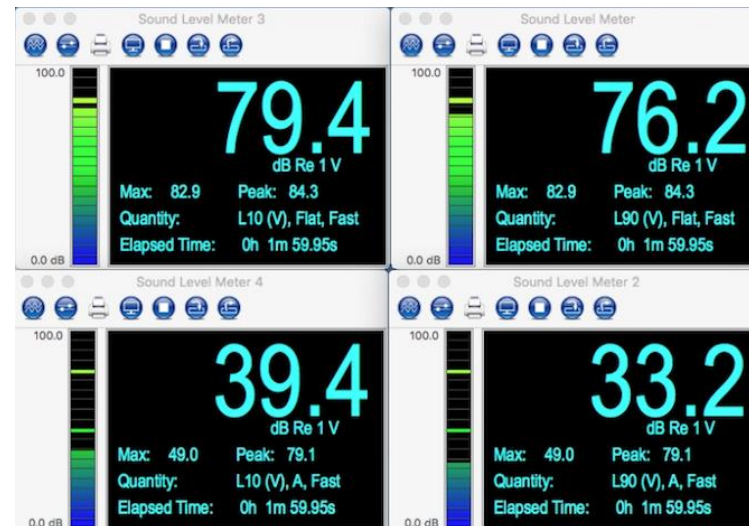 Sound Level Meter 3
100.0
79.4
dB Re 1 V
Max: 82.9 Peak: 84.3
Quantity: L10 (V), Flat, Fast
Elapsed Time: 0h 1m 59.95s
0.0 dB
Sound Level Meter
100.0
76.2
dB Re 1 V
Max: 82.9 Peak: 84.3
Quantity: L90 (V), Flat, Fast
Elapsed Time: 0h 1m 59.95s
0.0 dB
Sound Level Meter 4
100.0
39.4
dB Re 1 V
Max: 49.0 Peak: 79.1
Quantity: L10 (V), A, Fast
Elapsed Time: 0h 1m 59.95s
0.0 dB
Sound Level Meter 2
100.0
33.2
dB Re 1 V
Max: 49.0 Peak: 79.1
Quantity: L90 (V), A, Fast
Elapsed Time: 0h 1m 59.95s
0.0 dB